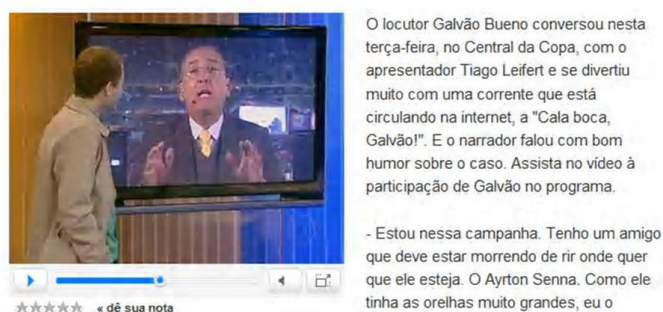 O locutor Galvão Bueno conversou nesta
terça-feira, no Central da Copa, com o
apresentador Tiago Leifert e se divertiu
muito com uma corrente que está
circulando na internet, a "Cala boca,
Galvão!". E o narrador falou com bom
humor sobre o caso. Assista no vídeo à
participação de Galvão no programa.
- Estou nessa campanha. Tenho um amigo
que deve estar morrendo de rir onde quer
que ele esteja. O Ayrton Senna. Como ele
tinha as orelhas muito grandes, eu o
« dê sua nota